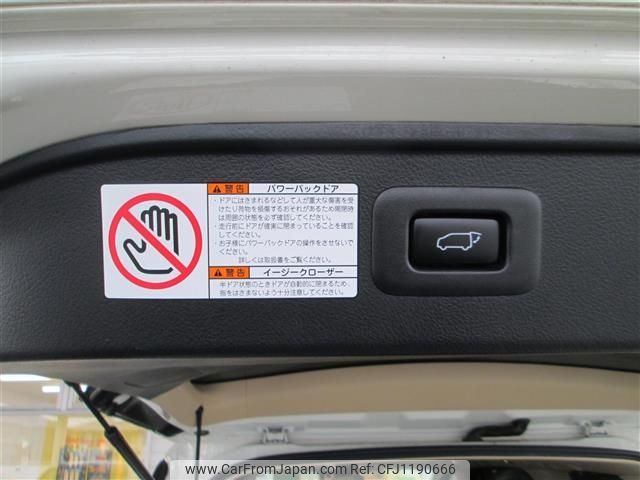 警告 パワーバックドア
・ドアにはさまれるなどして人が重大な傷害を受
けたり荷物を損傷するおそれがあるため開閉時
は周囲の状態を必ず確認してください。
・走行前にドアが確実に閉まっていることを確認
してください。
・お子様にパワーバックドアの操作をさせないで
ください。
詳しくは取扱書をご覧ください。
警告 イージークローザー
半ドア状態のときドアが自動的に閉まるため、
指をはさまないよう十分注意してください。
www.CarFromJapan.com - CFJ1190666